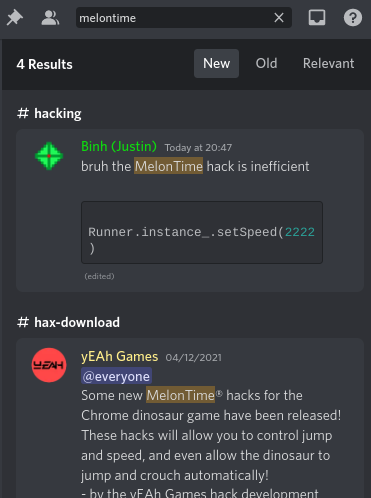 melontime
4 Results
New
Old
Relevant
# hacking
Binh (Justin) Today at 20:47
bruh the MelonTime hack is inefficient
Runner.instance_.setSpeed(2222
)
(edited)
# hax-download
YEAH
yEAh Games 04/12/2021
@everyone
Some new MelonTime® hacks for the
Chrome dinosaur game have been released!
These hacks will allow you to control jump
and speed, and even allow the dinosaur to
jump and crouch automatically!
- by the yEAh Games hack development